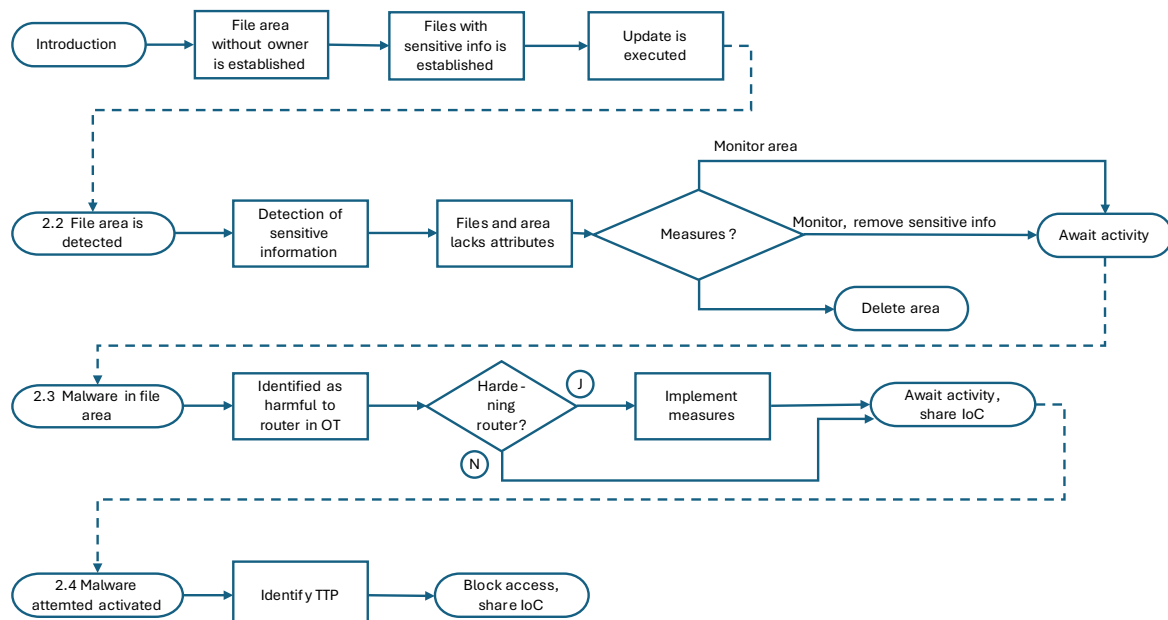 Introduction
File area
without owner
is established
Files with
sensitive info is
established
Update is
executed
Monitor area
2.2 File area is
detected
Detection of
sensitive
information
Files and area
lacks attributes
Measures ?
Monitor, remove sensitive info
Await activity
Delete area
2.3 Malware in file
area
Identified as
harmful to
router in OT
Harde-
ning
router?
J
N
Implement
measures
Await activity,
share IoC
2.4 Malware
attemted activated
Identify TTP
Block access,
share IoC